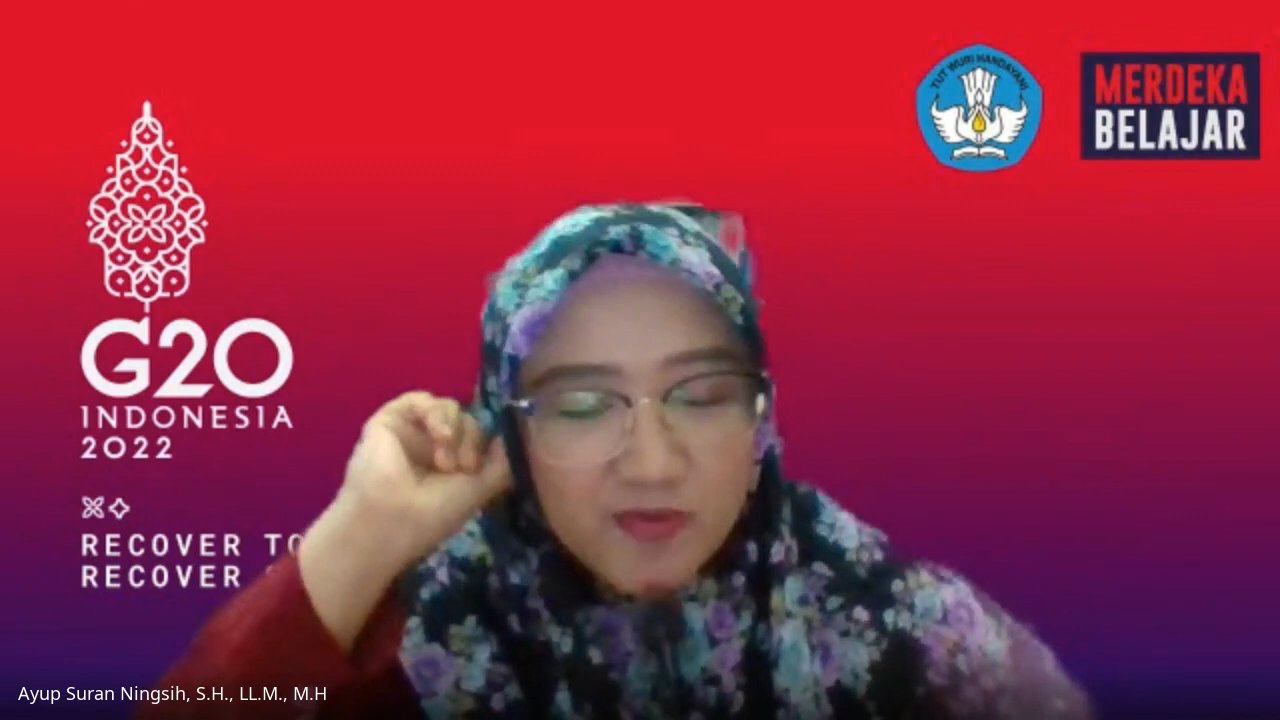 TUT WURI HANDAYANI
MERDEKA
BELAJAR
G20
INDONESIA
2022
RECOVER TO
RECOVER
Ayup Suran Ningsih, S.H., LL.M., M.H